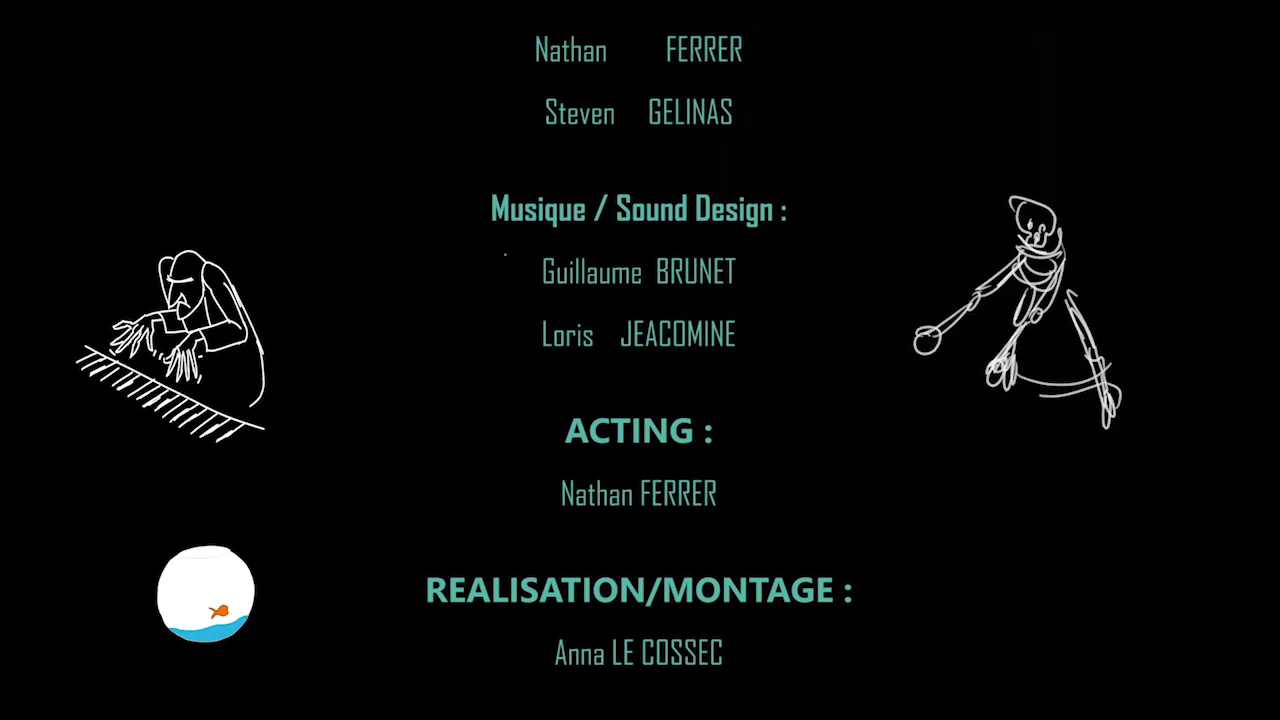 Nathan FERRER
Steven GELINAS
Musique / Sound Design :
Guillaume BRUNET
Loris JEACOMINE
ACTING :
Nathan FERRER
REALISATION/MONTAGE :
Anna LE COSSEC